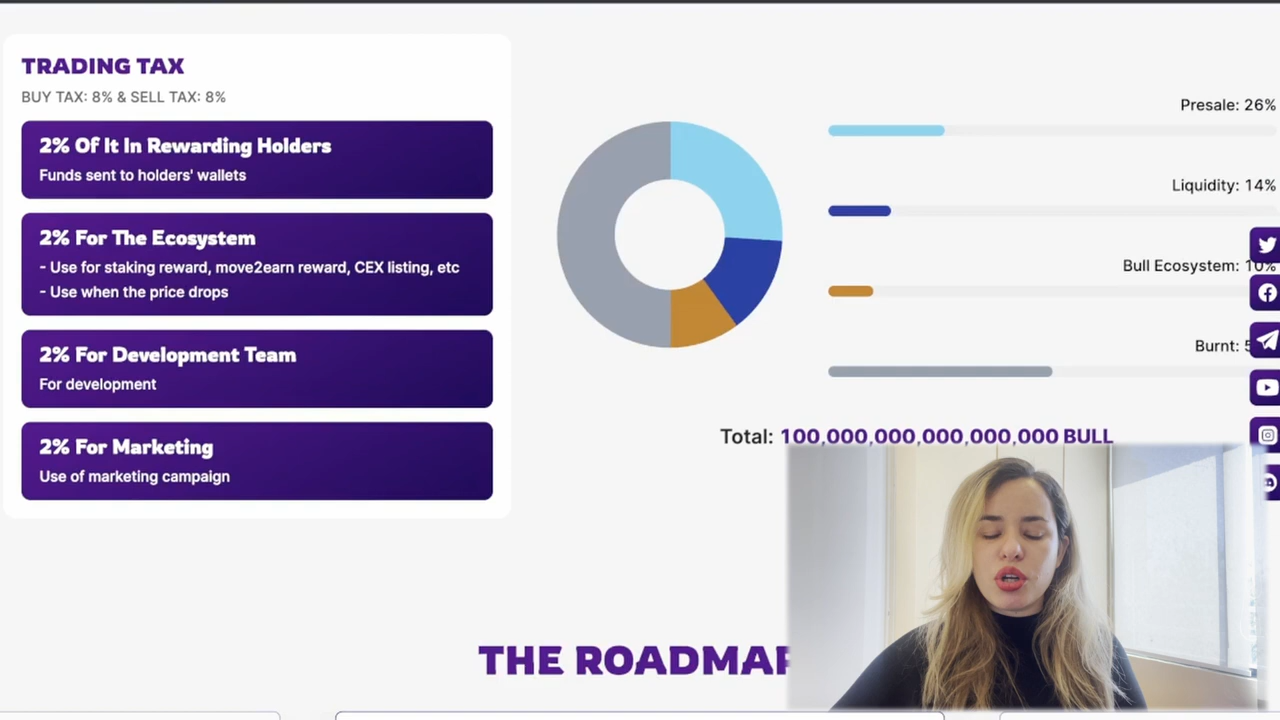 TRADING TAX
BUY TAX: 8% & SELL TAX: 8%
2% Of It In Rewarding Holders
Funds sent to holders' wallets
2% For The Ecosystem
- Use for staking reward, move2earn reward, CEX listing, etc
- Use when the price drops
2% For Development Team
For development
2% For Marketing
Use of marketing campaign
Presale: 26%
Liquidity: 14%
Bull Ecosystem: 10%
Burnt:
Total: 100,000,000,000,000,000 BULL
THE ROADMAP